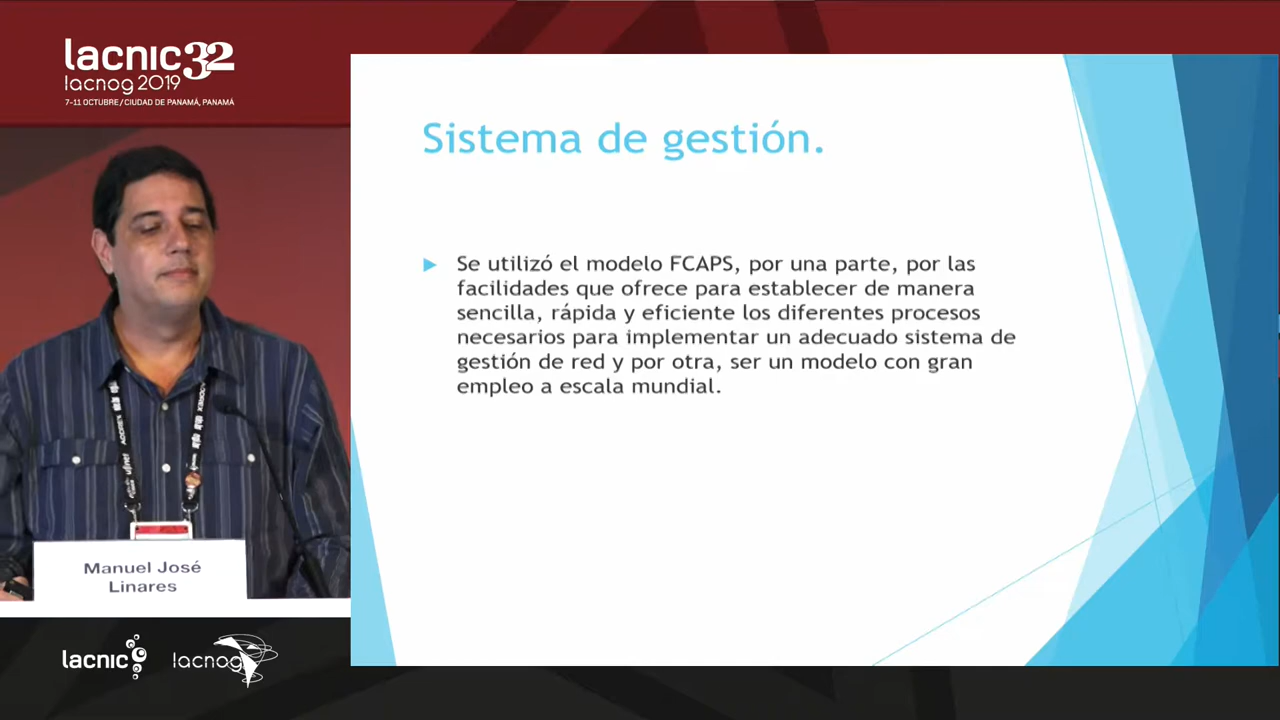 lacnic 32
lacnog 2019
7-11 OCTUBRE / CIUDAD DE PANAMÁ, PANAMÁ
Sistema de gestión.
Se utilizó el modelo FCAPS, por una parte, por las
facilidades que ofrece para establecer de manera
sencilla, rápida y eficiente los diferentes procesos
necesarios para implementar un adecuado sistema de
gestión de red y por otra, ser un modelo con gran
empleo a escala mundial.
Manuel José
Linares
lacnic
lacnog